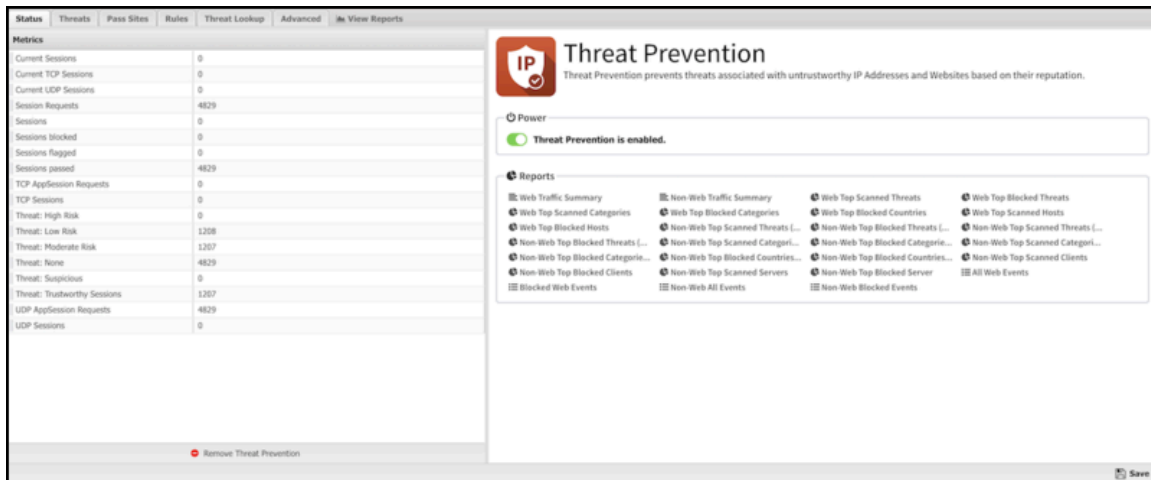 Status Threats Pass Sites Rules Threat Lookup Advanced View Reports
Metrics
Current Sessions 0
Current TCP Sessions 0
Current UDP Sessions 0
Session Requests 4829
Sessions 0
Sessions blocked 0
Sessions flagged 0
Sessions passed 4829
TCP AppSession Requests 0
TCP Sessions 0
Threat: High Risk 0
Threat: Low Risk 1208
Threat: Moderate Risk 1207
Threat: None 4829
Threat: Suspicious 0
Threat: Trustworthy Sessions 1207
UDP AppSession Requests 4829
UDP Sessions 0
Remove Threat Prevention
IP
Threat Prevention
Threat Prevention prevents threats associated with untrustworthy IP Addresses and Websites based on their reputation.
Power
Threat Prevention is enabled.
Reports
Web Traffic Summary Non-Web Traffic Summary Web Top Scanned Threats Web Top Blocked Threats
Web Top Scanned Categories Web Top Blocked Categories Web Top Blocked Countries Web Top Scanned Hosts
Web Top Blocked Hosts Non-Web Top Scanned Threats (... Non-Web Top Blocked Threats (... Non-Web Top Scanned Threats (...
Non-Web Top Blocked Threats (... Non-Web Top Scanned Categori... Non-Web Top Blocked Categorie... Non-Web Top Scanned Categori...
Non-Web Top Blocked Categorie... Non-Web Top Blocked Countries... Non-Web Top Blocked Countries... Non-Web Top Scanned Clients
Non-Web Top Blocked Clients Non-Web Top Scanned Servers Non-Web Top Blocked Server All Web Events
Blocked Web Events Non-Web All Events Non-Web Blocked Events
Save